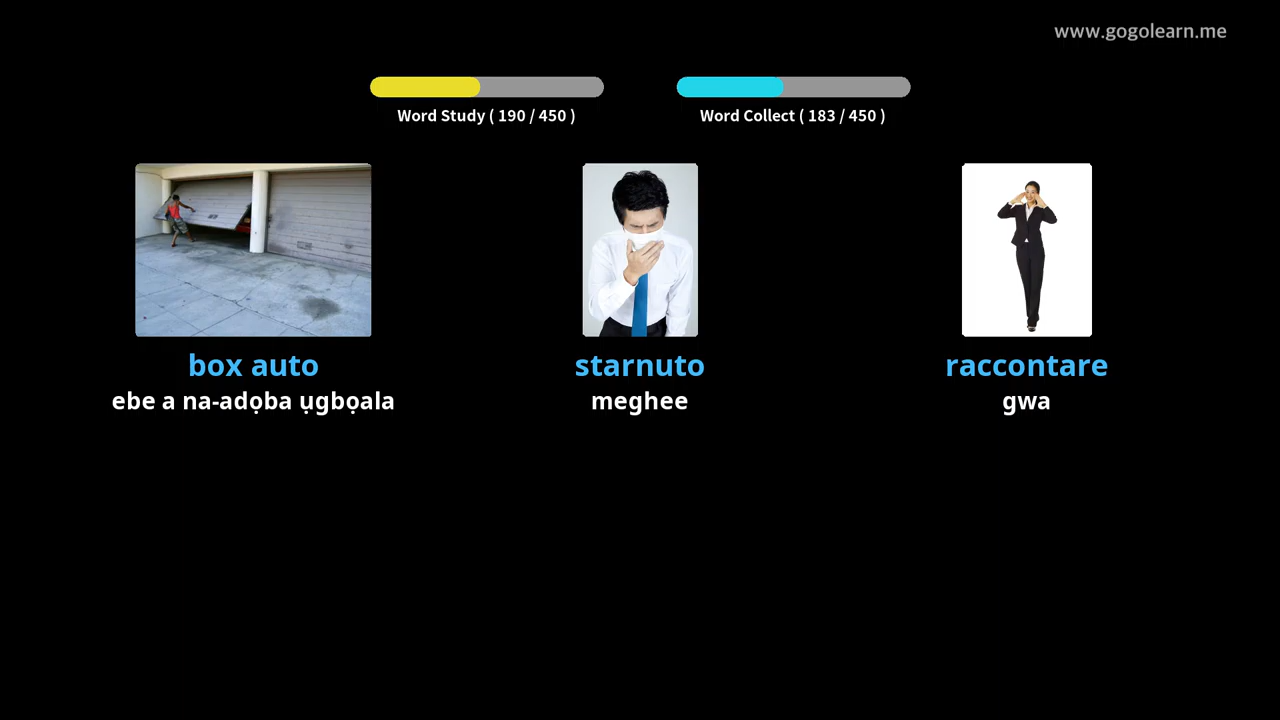 www.gogolearn.me
Word Study ( 190 / 450 )
Word Collect ( 183 / 450 )
box auto
ebe a na-adọba ụgbọala
starnuto
meghee
raccontare
gwa